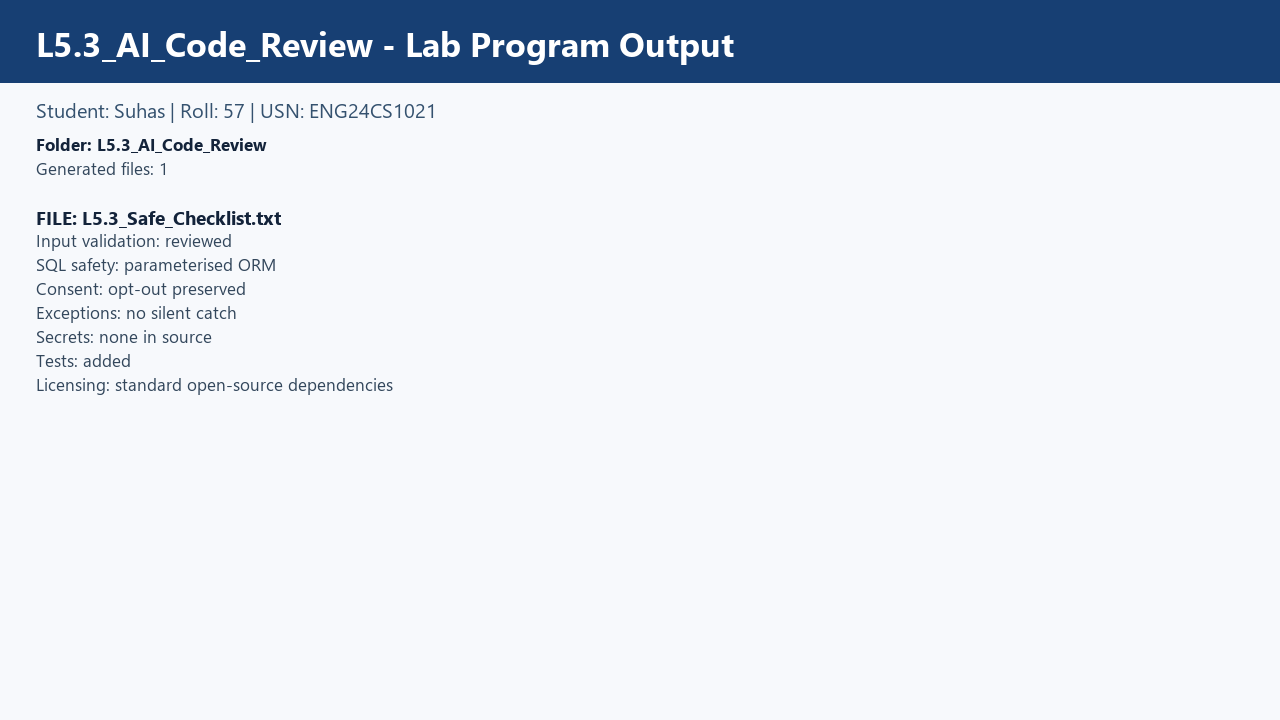 L5.3_AI_Code_Review - Lab Program Output
Student: Suhas | Roll: 57 | USN: ENG24CS1021
Folder: L5.3_AI_Code_Review
Generated files: 1
FILE: L5.3_Safe_Checklist.txt
Input validation: reviewed
SQL safety: parameterised ORM
Consent: opt-out preserved
Exceptions: no silent catch
Secrets: none in source
Tests: added
Licensing: standard open-source dependencies